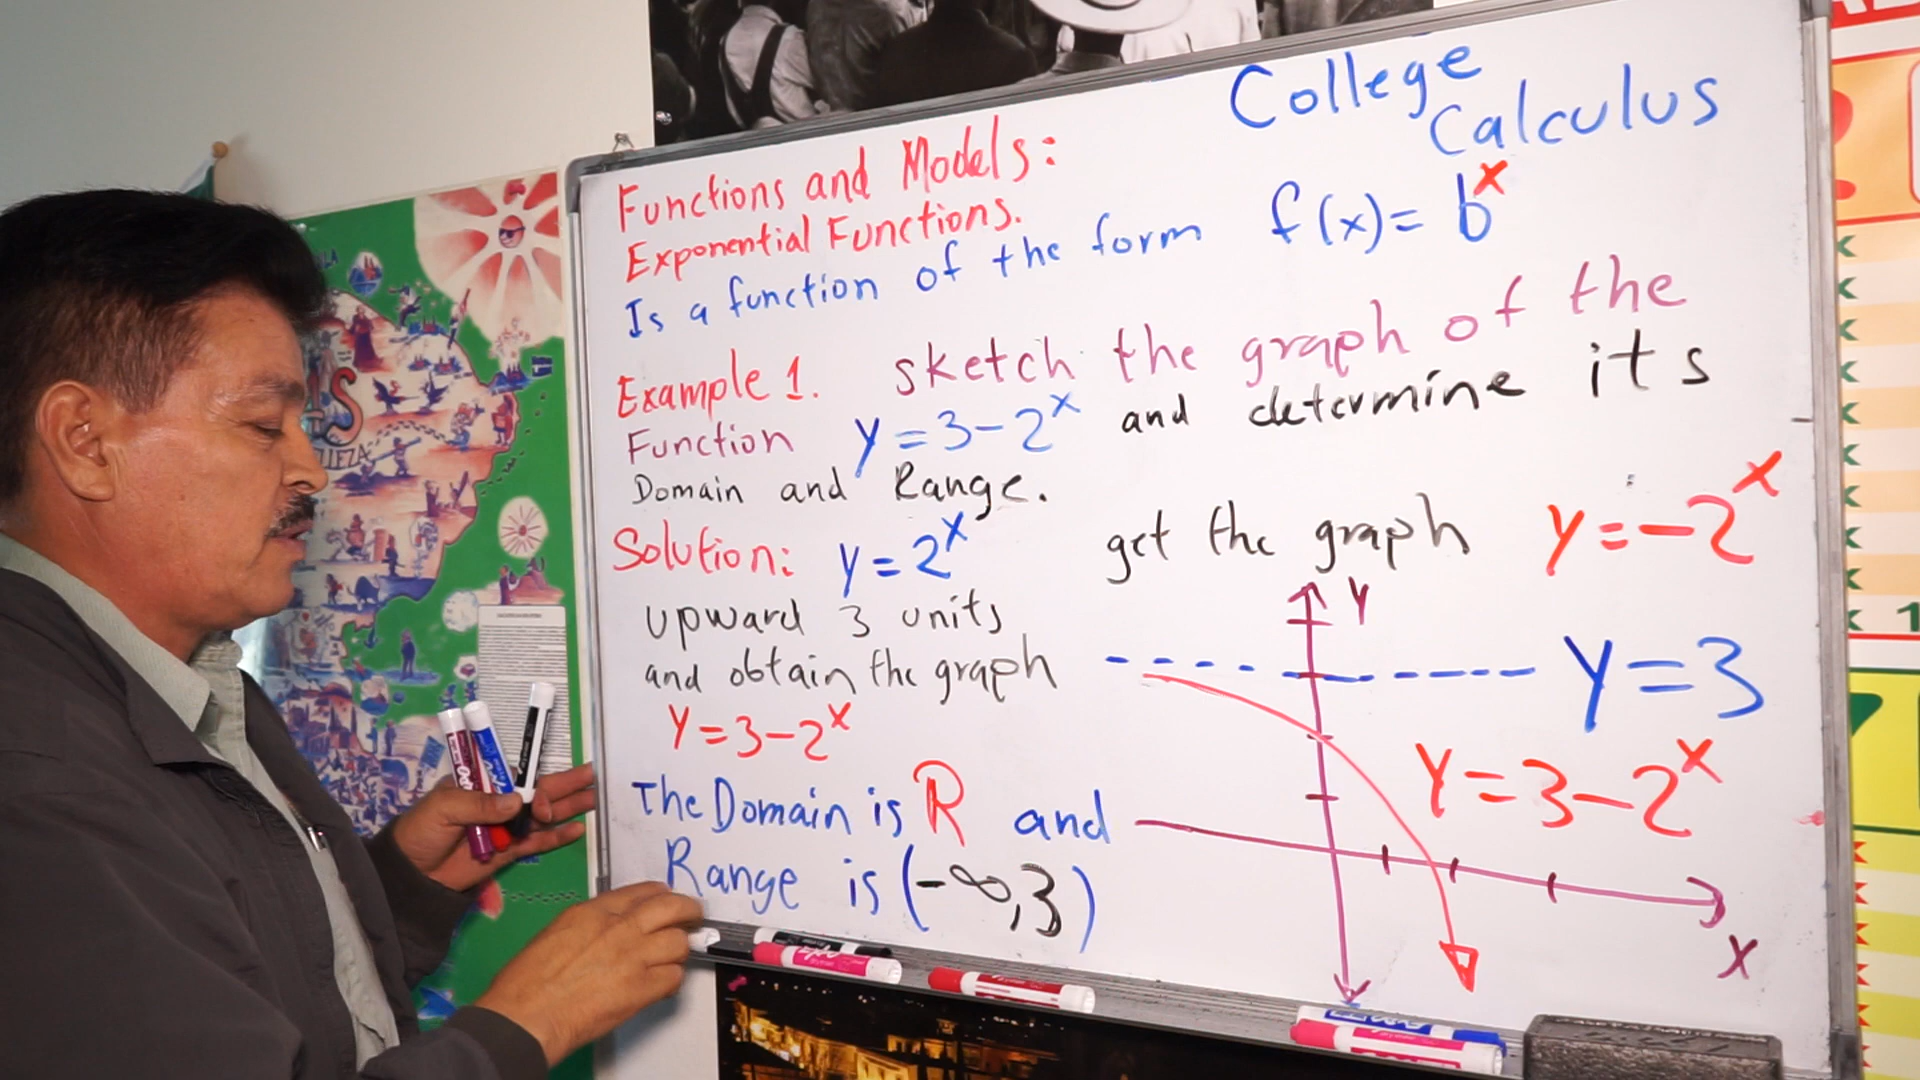 College
Calculus
Functions and Models:
Exponential Functions.
Is a function of the form f(x)= b^x
Example 1. sketch the graph of the
Function y=3-2^x and determine its
Domain and Range.
Solution: y=2^x get the graph y=-2^x
upward 3 units
and obtain the graph
y=3-2^x
The Domain is R and
Range is (-∞,3)
Y
y=3
y=3-2^x
X